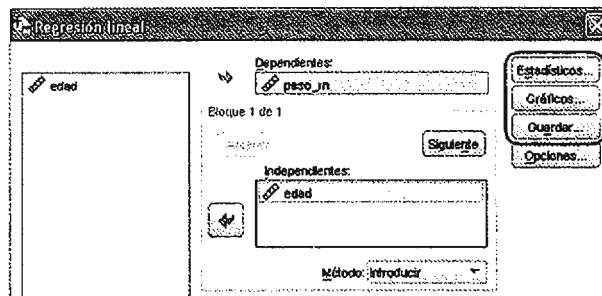 Regresión lineal
edad
Dependientes:
peso_rn
Bloque 1 de 1
Anterior
Siguiente
Independientes:
edad
Método: Introducir
Estadísticos...
Gráficos...
Guardar...
Opciones...